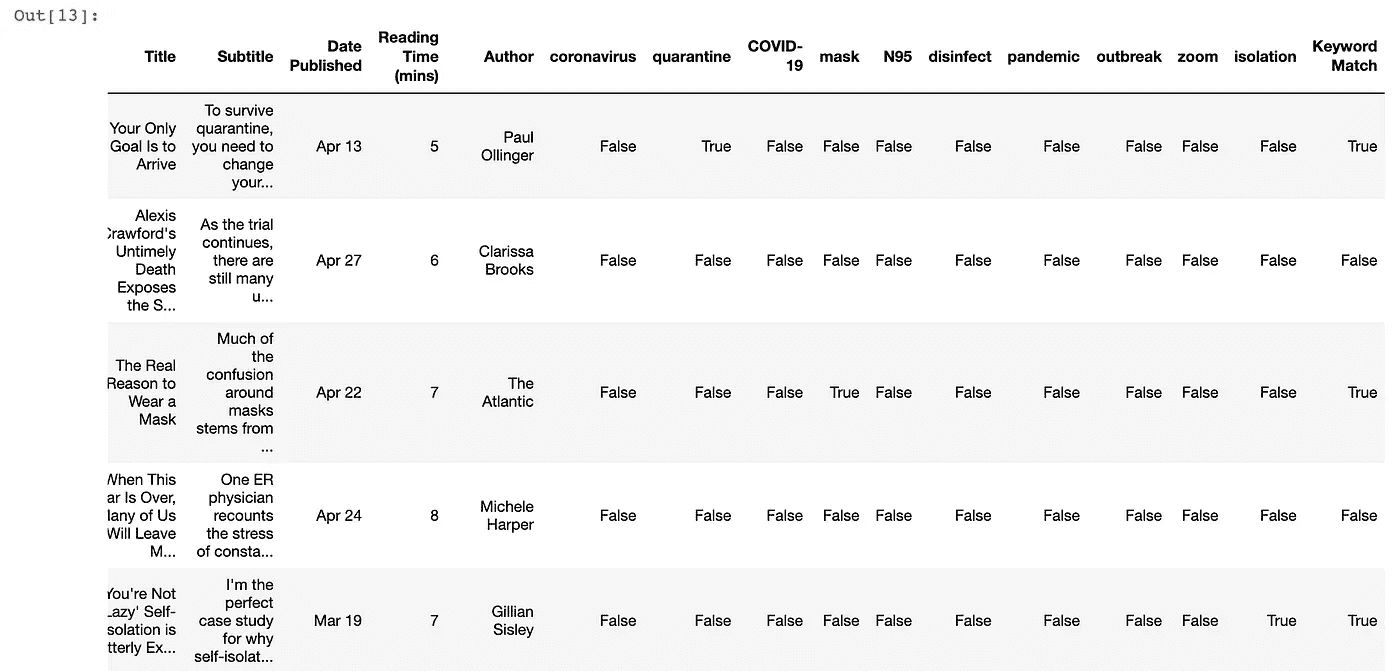 Out[13]:
Title
Subtitle
Date
Published
Reading
Time
(mins)
Author
coronavirus
quarantine
COVID-
19
mask
N95
disinfect
pandemic
outbreak
zoom
isolation
Keyword
Match
Your Only
Goal Is to
Arrive
To survive
quarantine,
you need to
change
your...
Apr 13
5
Paul
Ollinger
False
True
False
False
False
False
False
False
False
False
True
Alexis
Crawford's
Untimely
Death
Exposes
the S...
As the trial
continues,
there are
still many
u...
Apr 27
6
Clarissa
Brooks
False
False
False
False
False
False
False
False
False
False
False
The Real
Reason to
Wear a
Mask
Much of
the
confusion
around
masks
stems from
...
Apr 22
7
The
Atlantic
False
False
False
True
False
False
False
False
False
False
True
When This
ar Is Over,
Many of Us
Will Leave
M...
One ER
physician
recounts
the stress
of consta...
Apr 24
8
Michele
Harper
False
False
False
False
False
False
False
False
False
False
False
You're Not
Lazy' Self-
solation is
tterly Ex...
I'm the
perfect
case study
for why
self-isolat...
Mar 19
7
Gillian
Sisley
False
False
False
False
False
False
False
False
False
True
True